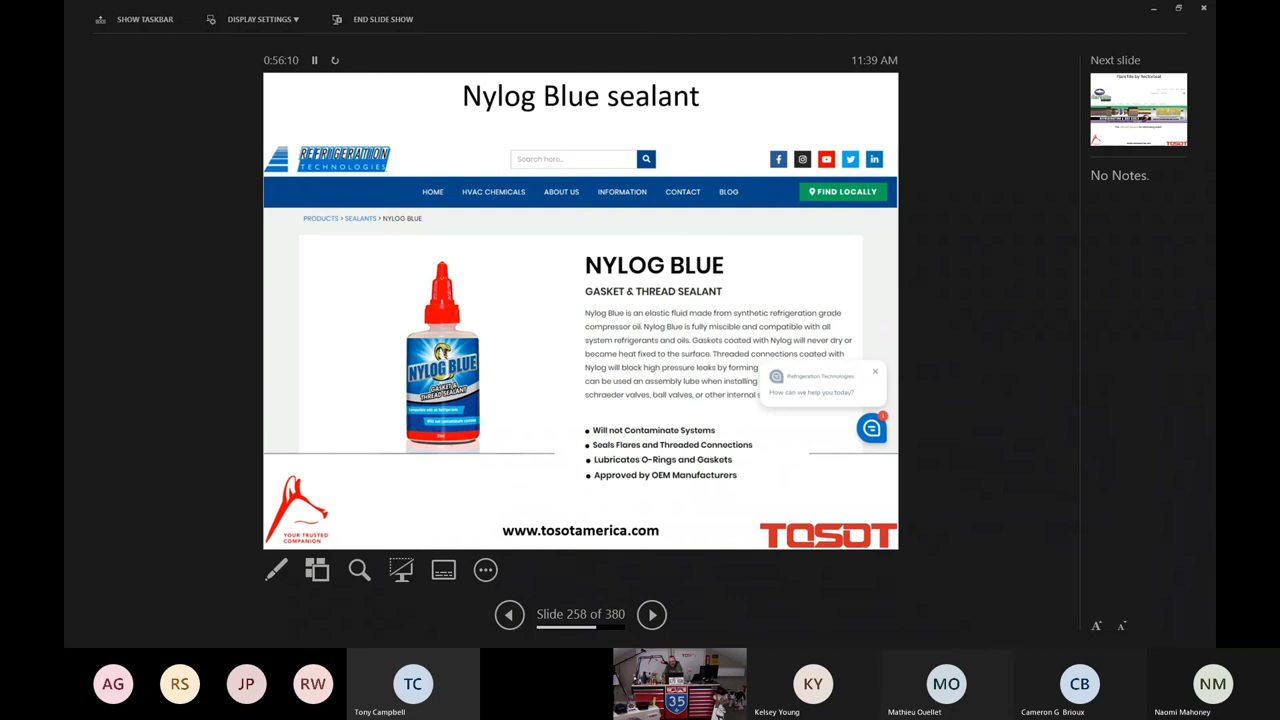 SHOW TASKBAR
DISPLAY SETTINGS ▼
END SLIDE SHOW
0:56:10
11:39 AM
Next slide
No Notes.
Nylog Blue sealant
REFRIGERATION
TECHNOLOGIES
Search here...
HOME
HVAC CHEMICALS
ABOUT US
INFORMATION
CONTACT
BLOG
FIND LOCALLY
PRODUCTS > SEALANTS > NYLOG BLUE
NYLOG BLUE
GASKET &
THREAD SEALANT
NYLOG BLUE
GASKET & THREAD SEALANT
Nylog Blue is an elastic fluid made from synthetic refrigeration grade
compressor oil. Nylog Blue is fully miscible and compatible with all
system refrigerants and oils. Gaskets coated with Nylog will never dry or
become heat fixed to the surface. Threaded connections coated with
Nylog will block high pressure leaks by forming
can be used an assembly lube when installing
schraeder valves, ball valves, or other internal
Refrigeration Technologies
How can we help you today?
1
• Will not Contaminate Systems
• Seals Flares and Threaded Connections
• Lubricates O-Rings and Gaskets
• Approved by OEM Manufacturers
YOUR TRUSTED
COMPANION
www.tosotamerica.com
TOSOT
Slide 258 of 380
AG
RS
JP
RW
TC
Tony Campbell
35
KY
Kelsey Young
MO
Mathieu Ouellet
CB
Cameron G Brioux
NM
Naomi Mahoney